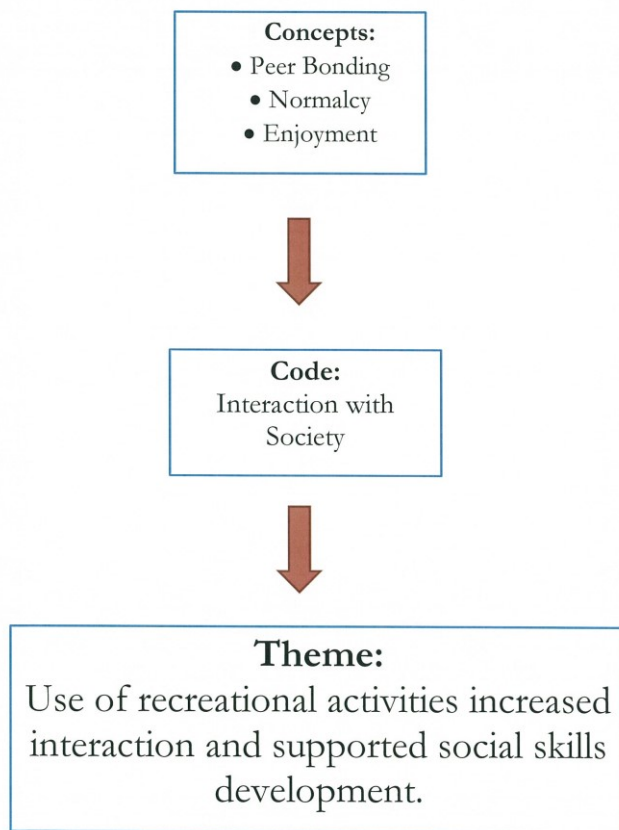 Concepts:
• Peer Bonding
• Normalcy
• Enjoyment
Code:
Interaction with
Society
Theme:
Use of recreational activities increased
interaction and supported social skills
development.